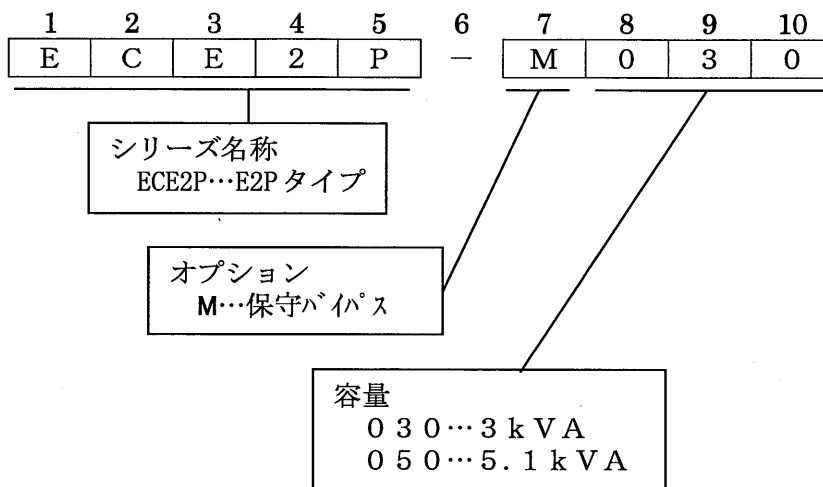 1 2 3 4 5 6 7 8 9 10
E C E 2 P － M 0 3 0
シリーズ名称
ECE2P…E2Pタイプ
オプション
M…保守ﾊﾞｲﾊﾟｽ
容量
０３０…３ｋＶＡ
０５０…５.１ｋＶＡ